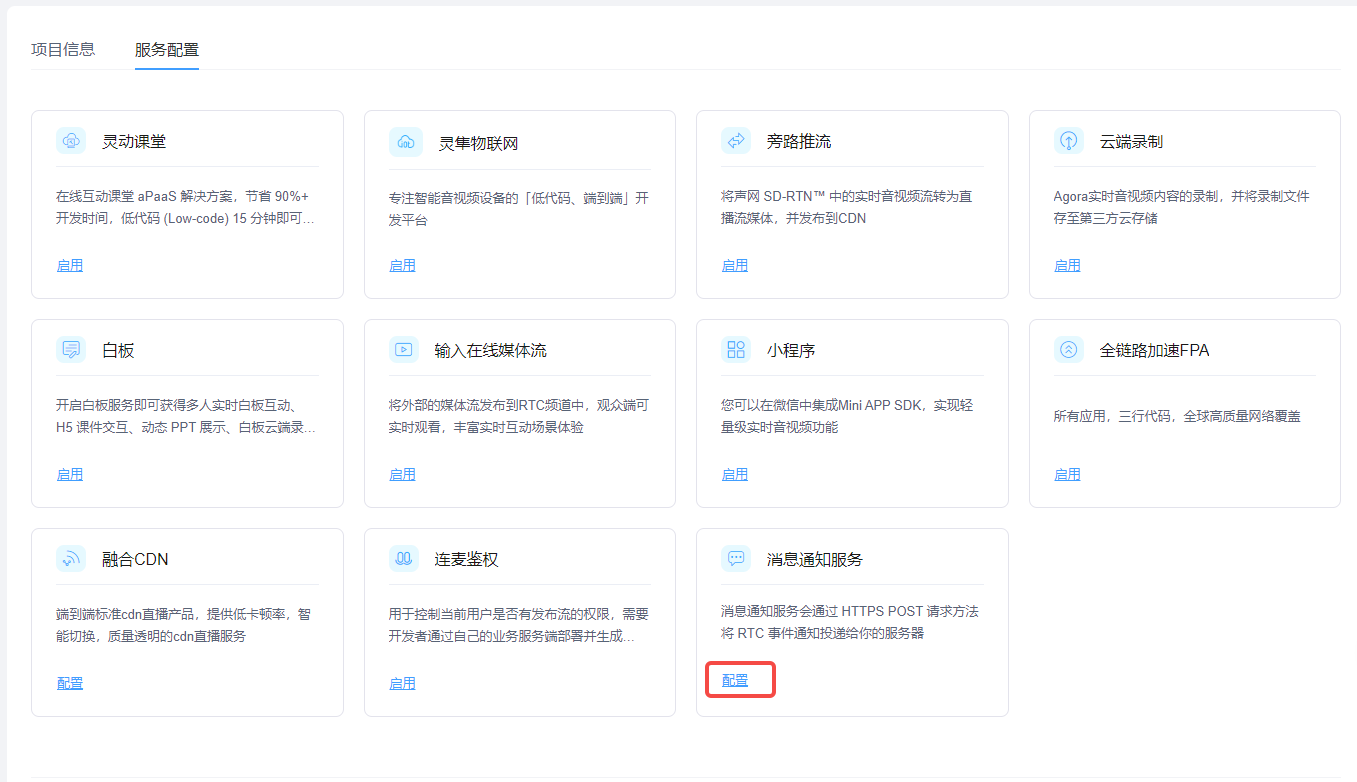 项目信息
服务配置
灵动课堂
在线互动课堂 aPaaS 解决方案，节省 90%+
开发时间，低代码 (Low-code) 15 分钟即可...
启用
灵隼物联网
专注智能音视频设备的「低代码、端到端」开
发平台
启用
旁路推流
将声网 SD-RTN™ 中的实时音视频流转为直
播流媒体，并发布到CDN
启用
云端录制
Agora实时音视频内容的录制，并将录制文件
存至第三方云存储
启用
白板
开启白板服务即可获得多人实时白板互动、
H5 课件交互、动态 PPT 展示、白板云端录...
启用
输入在线媒体流
将外部的媒体流发布到RTC频道中，观众端可
实时观看，丰富实时互动场景体验
启用
小程序
您可以在微信中集成Mini APP SDK，实现轻
量级实时音视频功能
启用
全链路加速FPA
所有应用，三行代码，全球高质量网络覆盖
启用
融合CDN
端到端标准cdn直播产品，提供低卡顿率，智
能切换，质量透明的cdn直播服务
配置
连麦鉴权
用于控制当前用户是否有发布流的权限，需要
开发者通过自己的业务服务端部署并生成...
启用
消息通知服务
消息通知服务会通过 HTTPS POST 请求方法
将 RTC 事件通知投递给你的服务器
配置